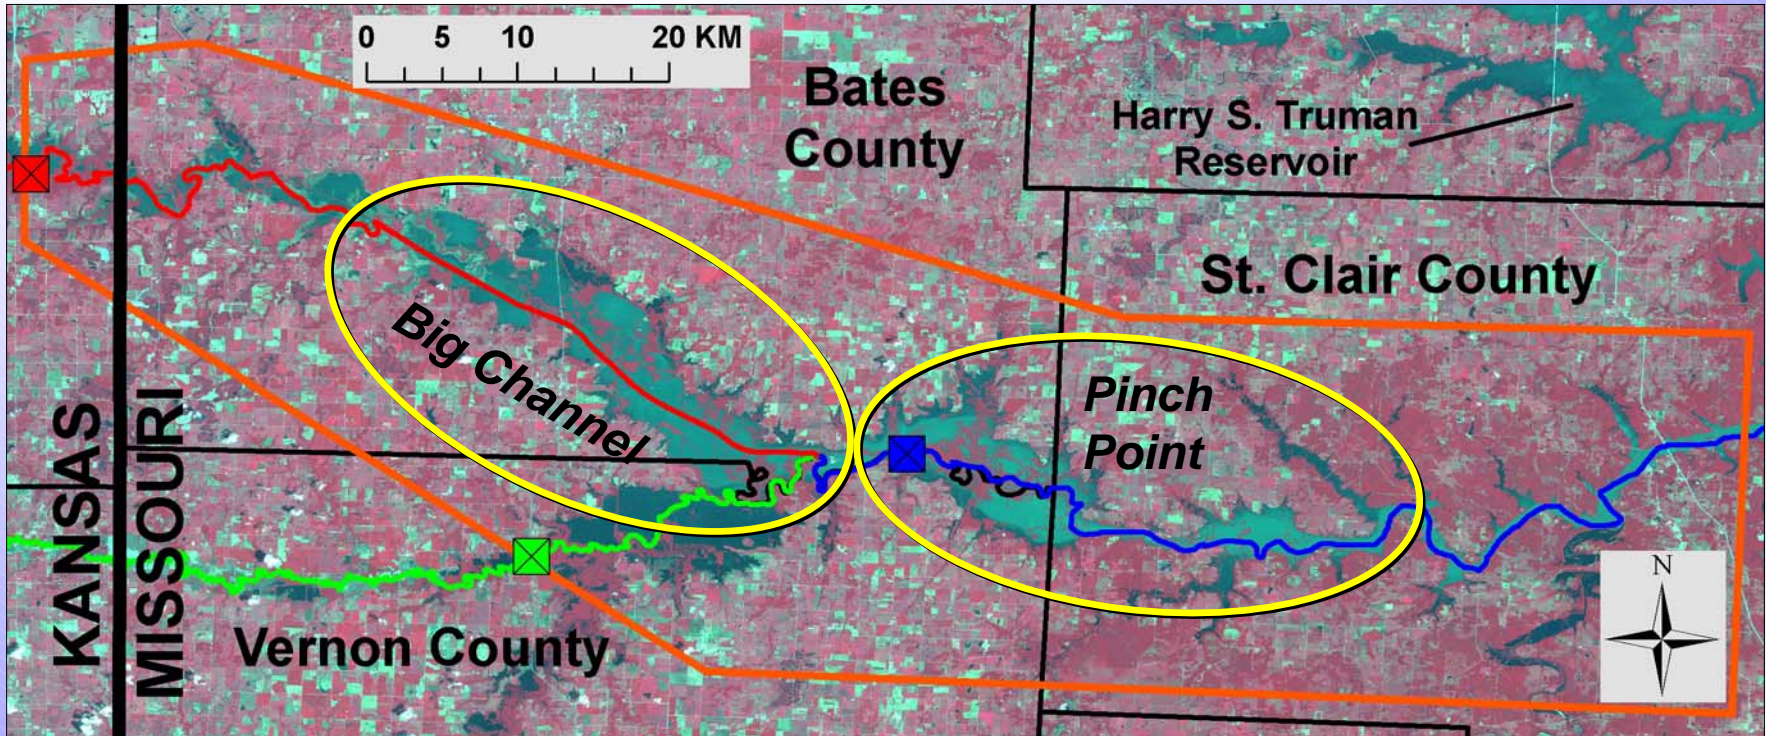 0 5 10 20 KM
Bates
County
Harry S. Truman
Reservoir
St. Clair County
Big Channel
Pinch
Point
KANSAS
MISSOURI
Vernon County
N